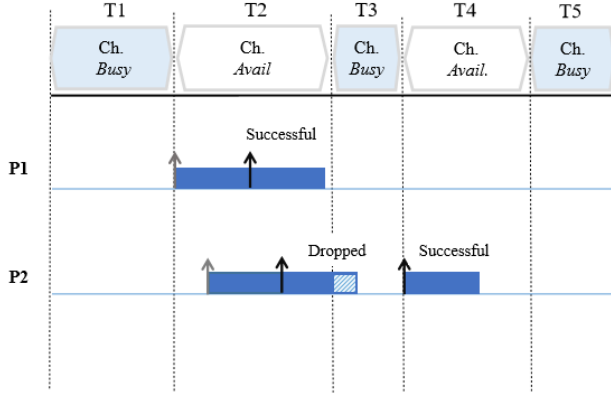 T1 T2 T3 T4 T5
Ch. Ch. Ch. Ch. Ch.
Busy Avail Busy Avail. Busy
Successful
P1
Dropped Successful
P2